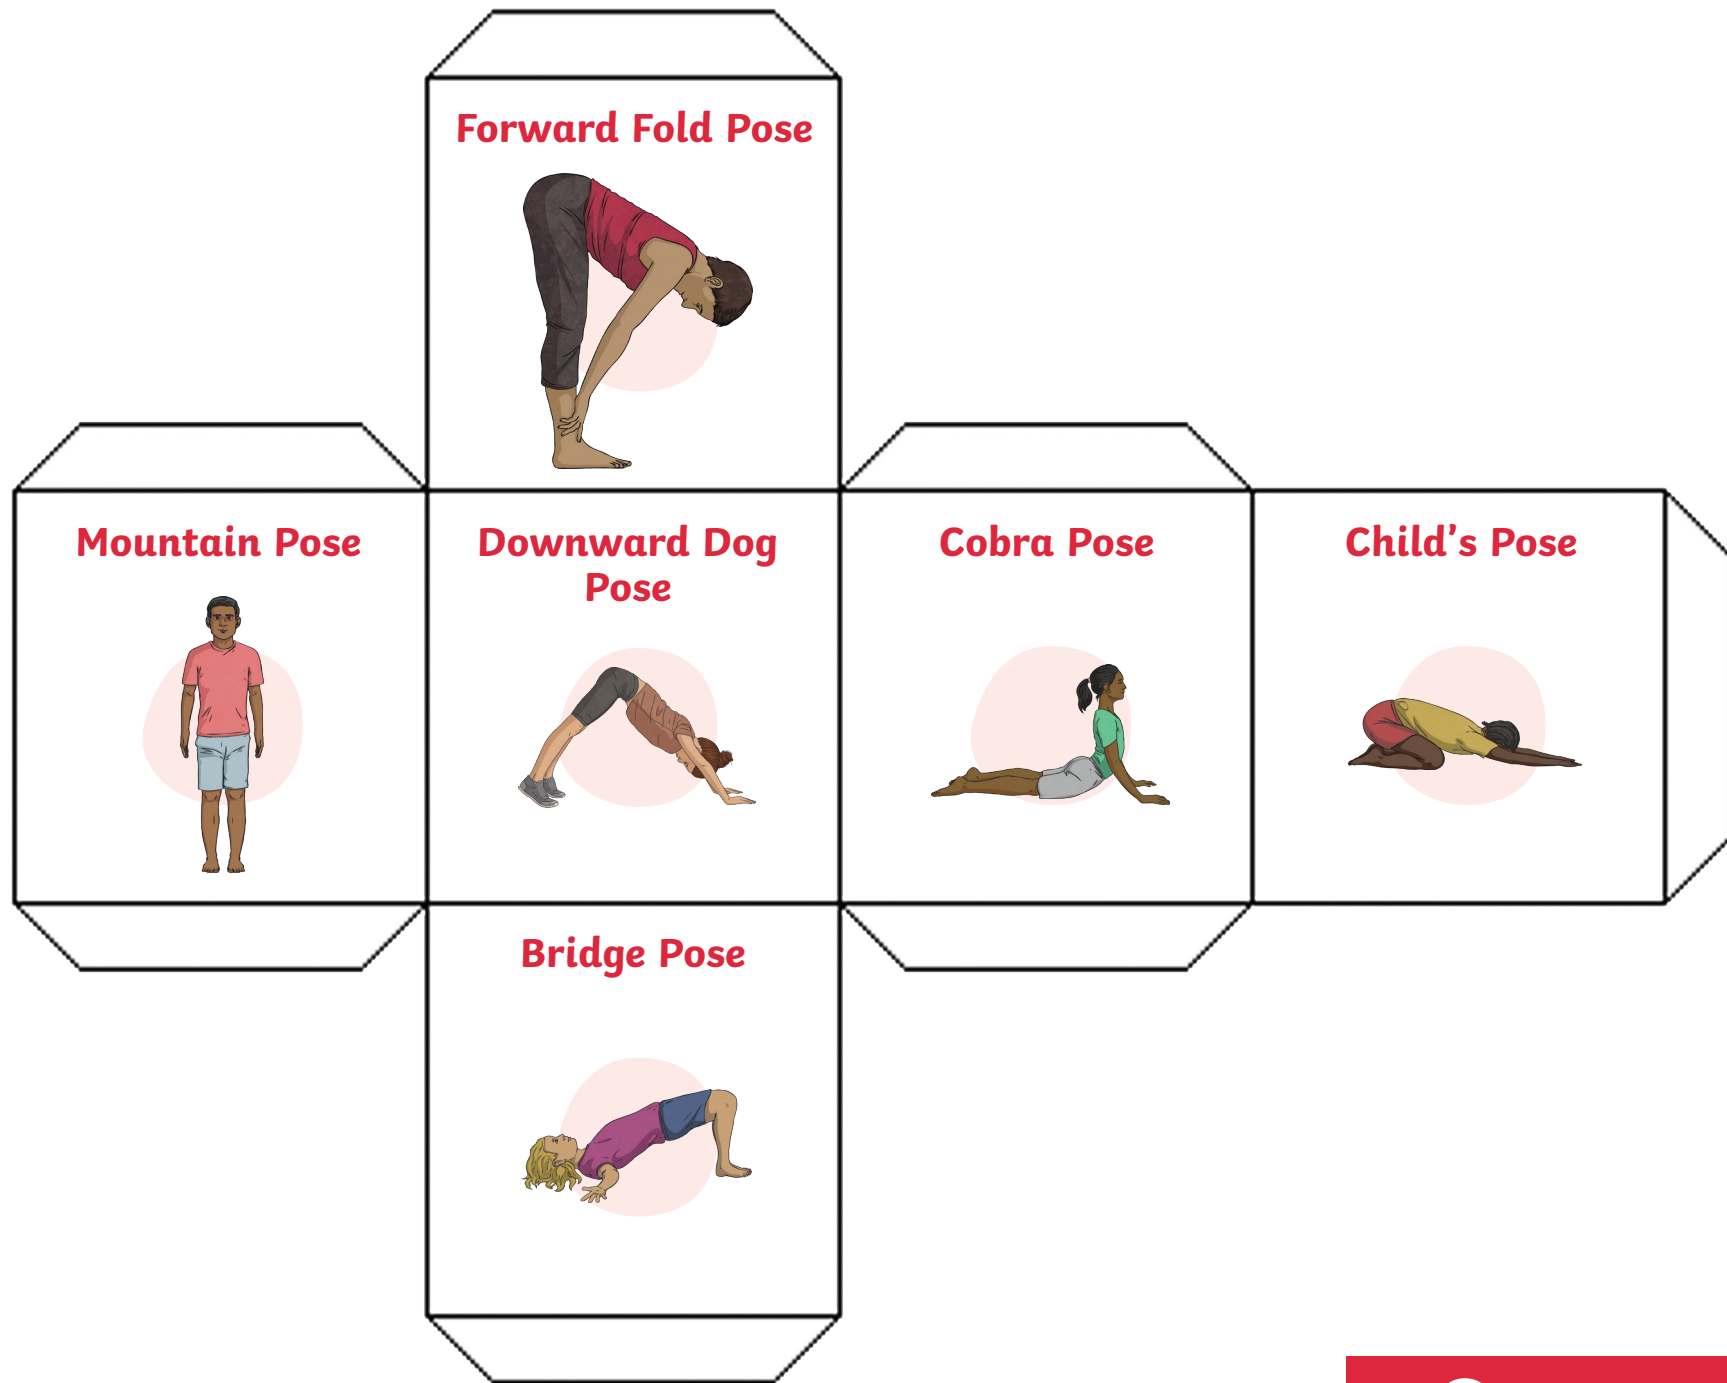 Forward Fold Pose
Mountain Pose
Downward Dog
Pose
Cobra Pose
Child's Pose
Bridge Pose